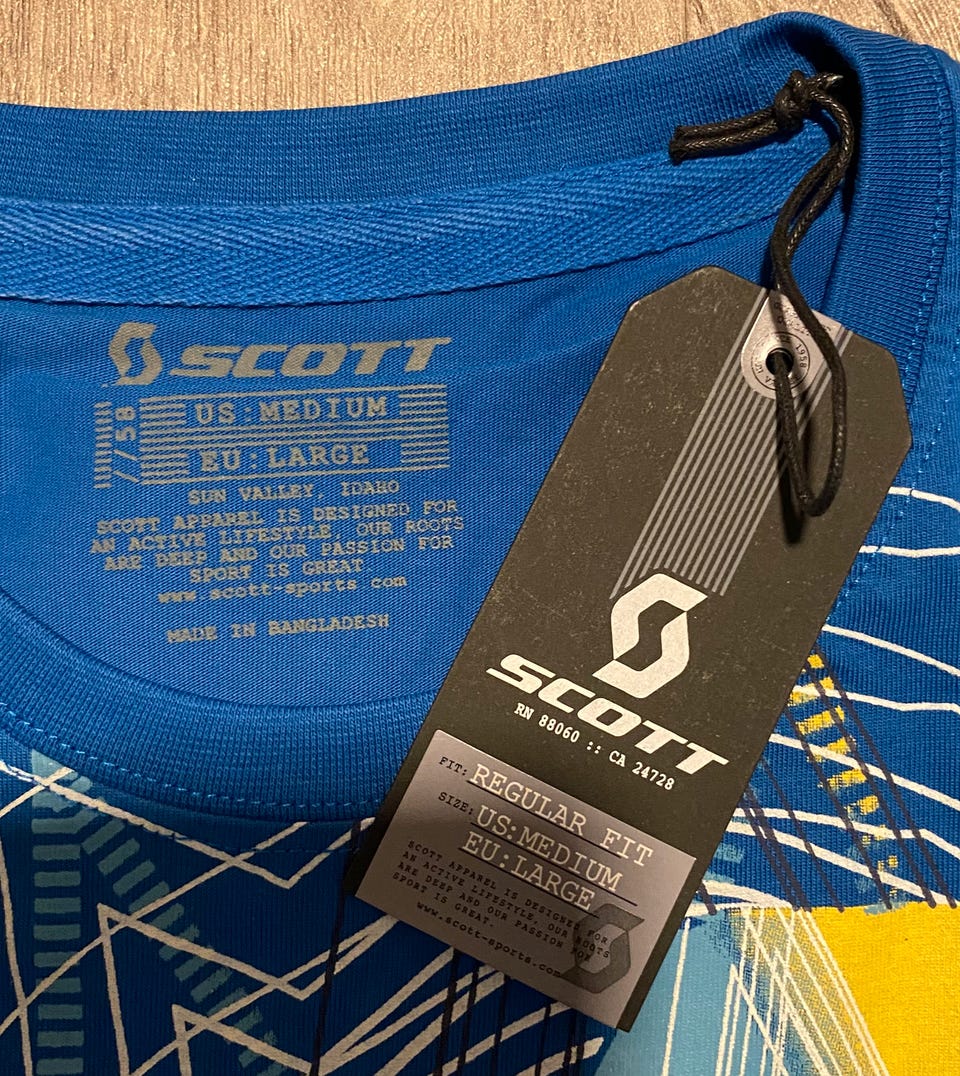 SCOTT
// 58
US:MEDIUM
EU:LARGE
SUN VALLEY, IDAHO
SCOTT APPAREL IS DESIGNED FOR
AN ACTIVE LIFESTYLE, OUR ROOTS
ARE DEEP AND OUR PASSION FOR
SPORT IS GREAT
www.scott-sports.com
MADE IN BANGLADESH
1958
SCOTT
RN 88060 :: CA 24728
FIT: REGULAR FIT
SIZE: US:MEDIUM
EU:LARGE
SCOTT APPAREL IS DESIGNED FOR
AN ACTIVE LIFESTYLE, OUR ROOTS
ARE DEEP AND OUR PASSION FOR
SPORT IS GREAT.
www.scott-sports.com